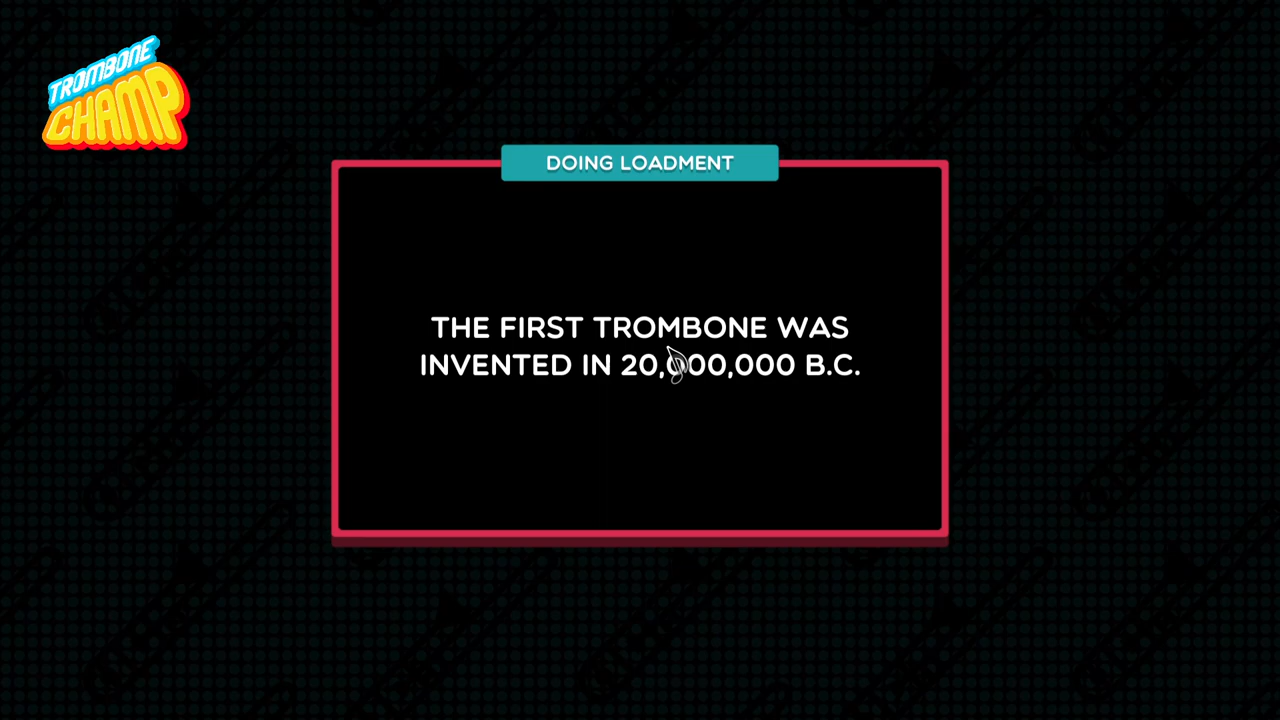 TROMBONE
CHAMP
DOING LOADMENT
THE FIRST TROMBONE WAS
INVENTED IN 20,000,000 B.C.